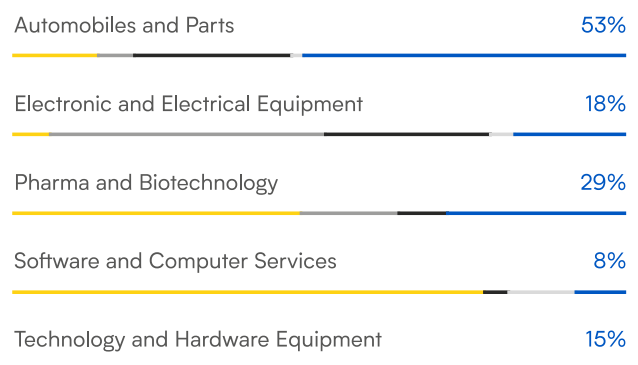 Automobiles and Parts 53%
Electronic and Electrical Equipment 18%
Pharma and Biotechnology 29%
Software and Computer Services 8%
Technology and Hardware Equipment 15%